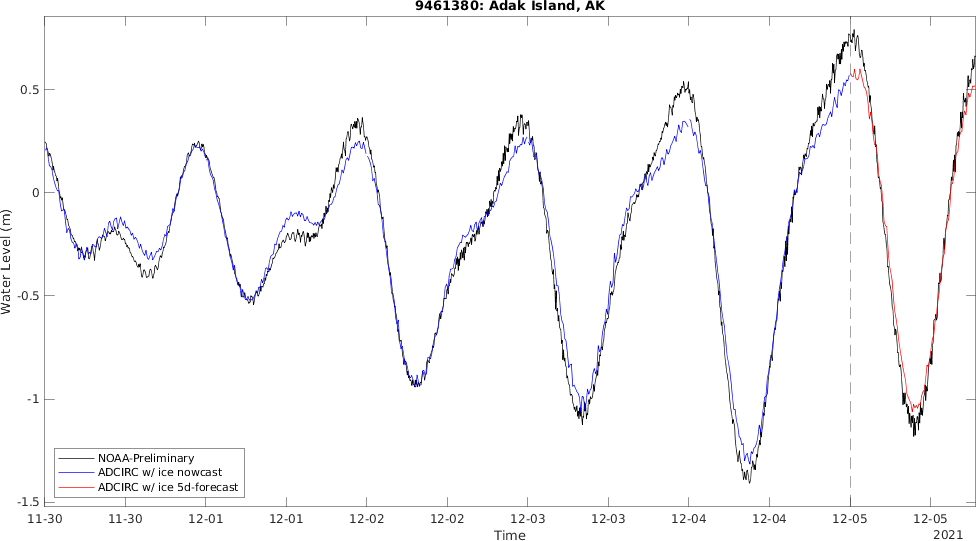 9461380: Adak Island, AK
Water Level (m)
0.5
0
-0.5
-1
-1.5
NOAA-Preliminary
ADCIRC w/ ice nowcast
ADCIRC w/ ice 5d-forecast
11-30 11-30 12-01 12-01 12-02 12-02 12-03 12-03 12-04 12-04 12-05 12-05
Time
2021